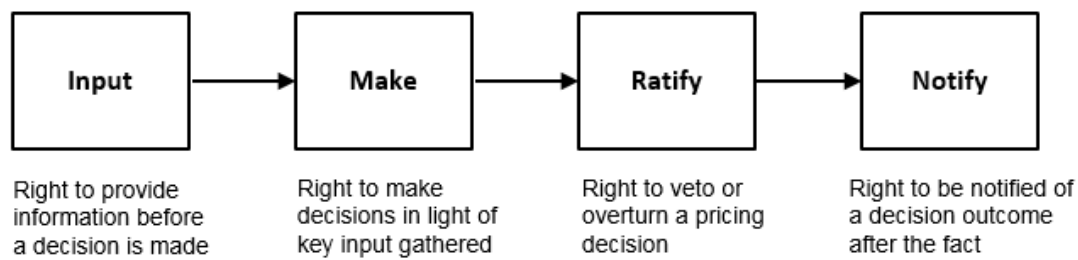 Input
Make
Ratify
Notify
Right to provide
information before
a decision is made
Right to make
decisions in light of
key input gathered
Right to veto or
overturn a pricing
decision
Right to be notified of
a decision outcome
after the fact